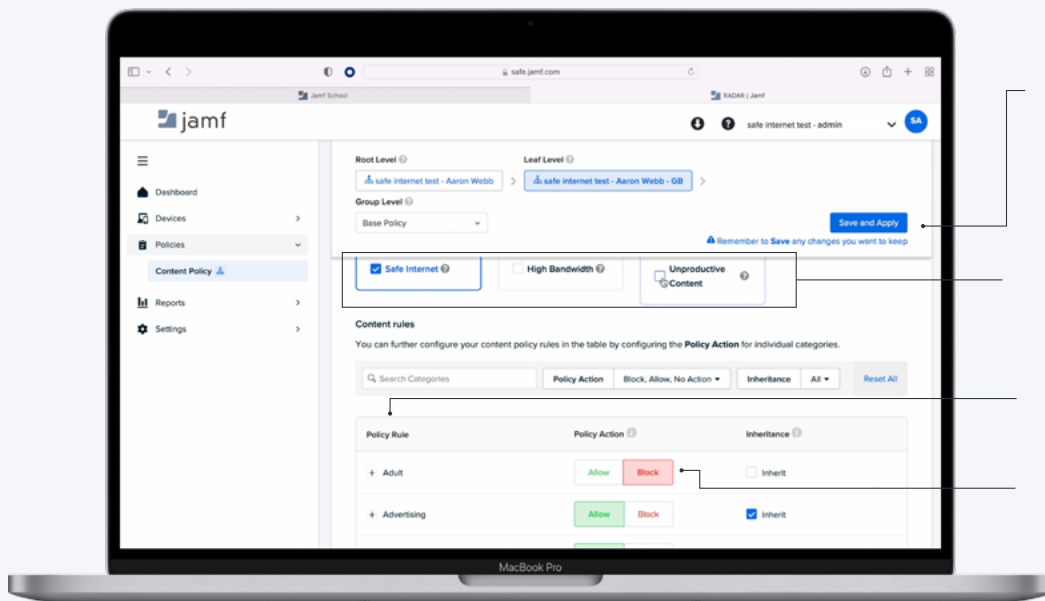 safe.jamf.com
Jamf School
RADAR | Jamf
jamf
safe internet test - admin
SA
Root Level
Leaf Level
safe internet test - Aaron Webb
safe internet test - Aaron Webb - GB
Group Level
Base Policy
Save and Apply
Remember to Save any changes you want to keep
Dashboard
Devices
Policies
Content Policy
Reports
Settings
Safe Internet
High Bandwidth
Unproductive
Content
Content rules
You can further configure your content policy rules in the table by configuring the Policy Action for individual categories.
Search Categories
Policy Action
Block, Allow, No Action
Inheritance
All
Reset All
Policy Rule
Policy Action
Inheritance
+ Adult
Allow
Block
Inherit
+ Advertising
Allow
Block
Inherit
MacBook Pro